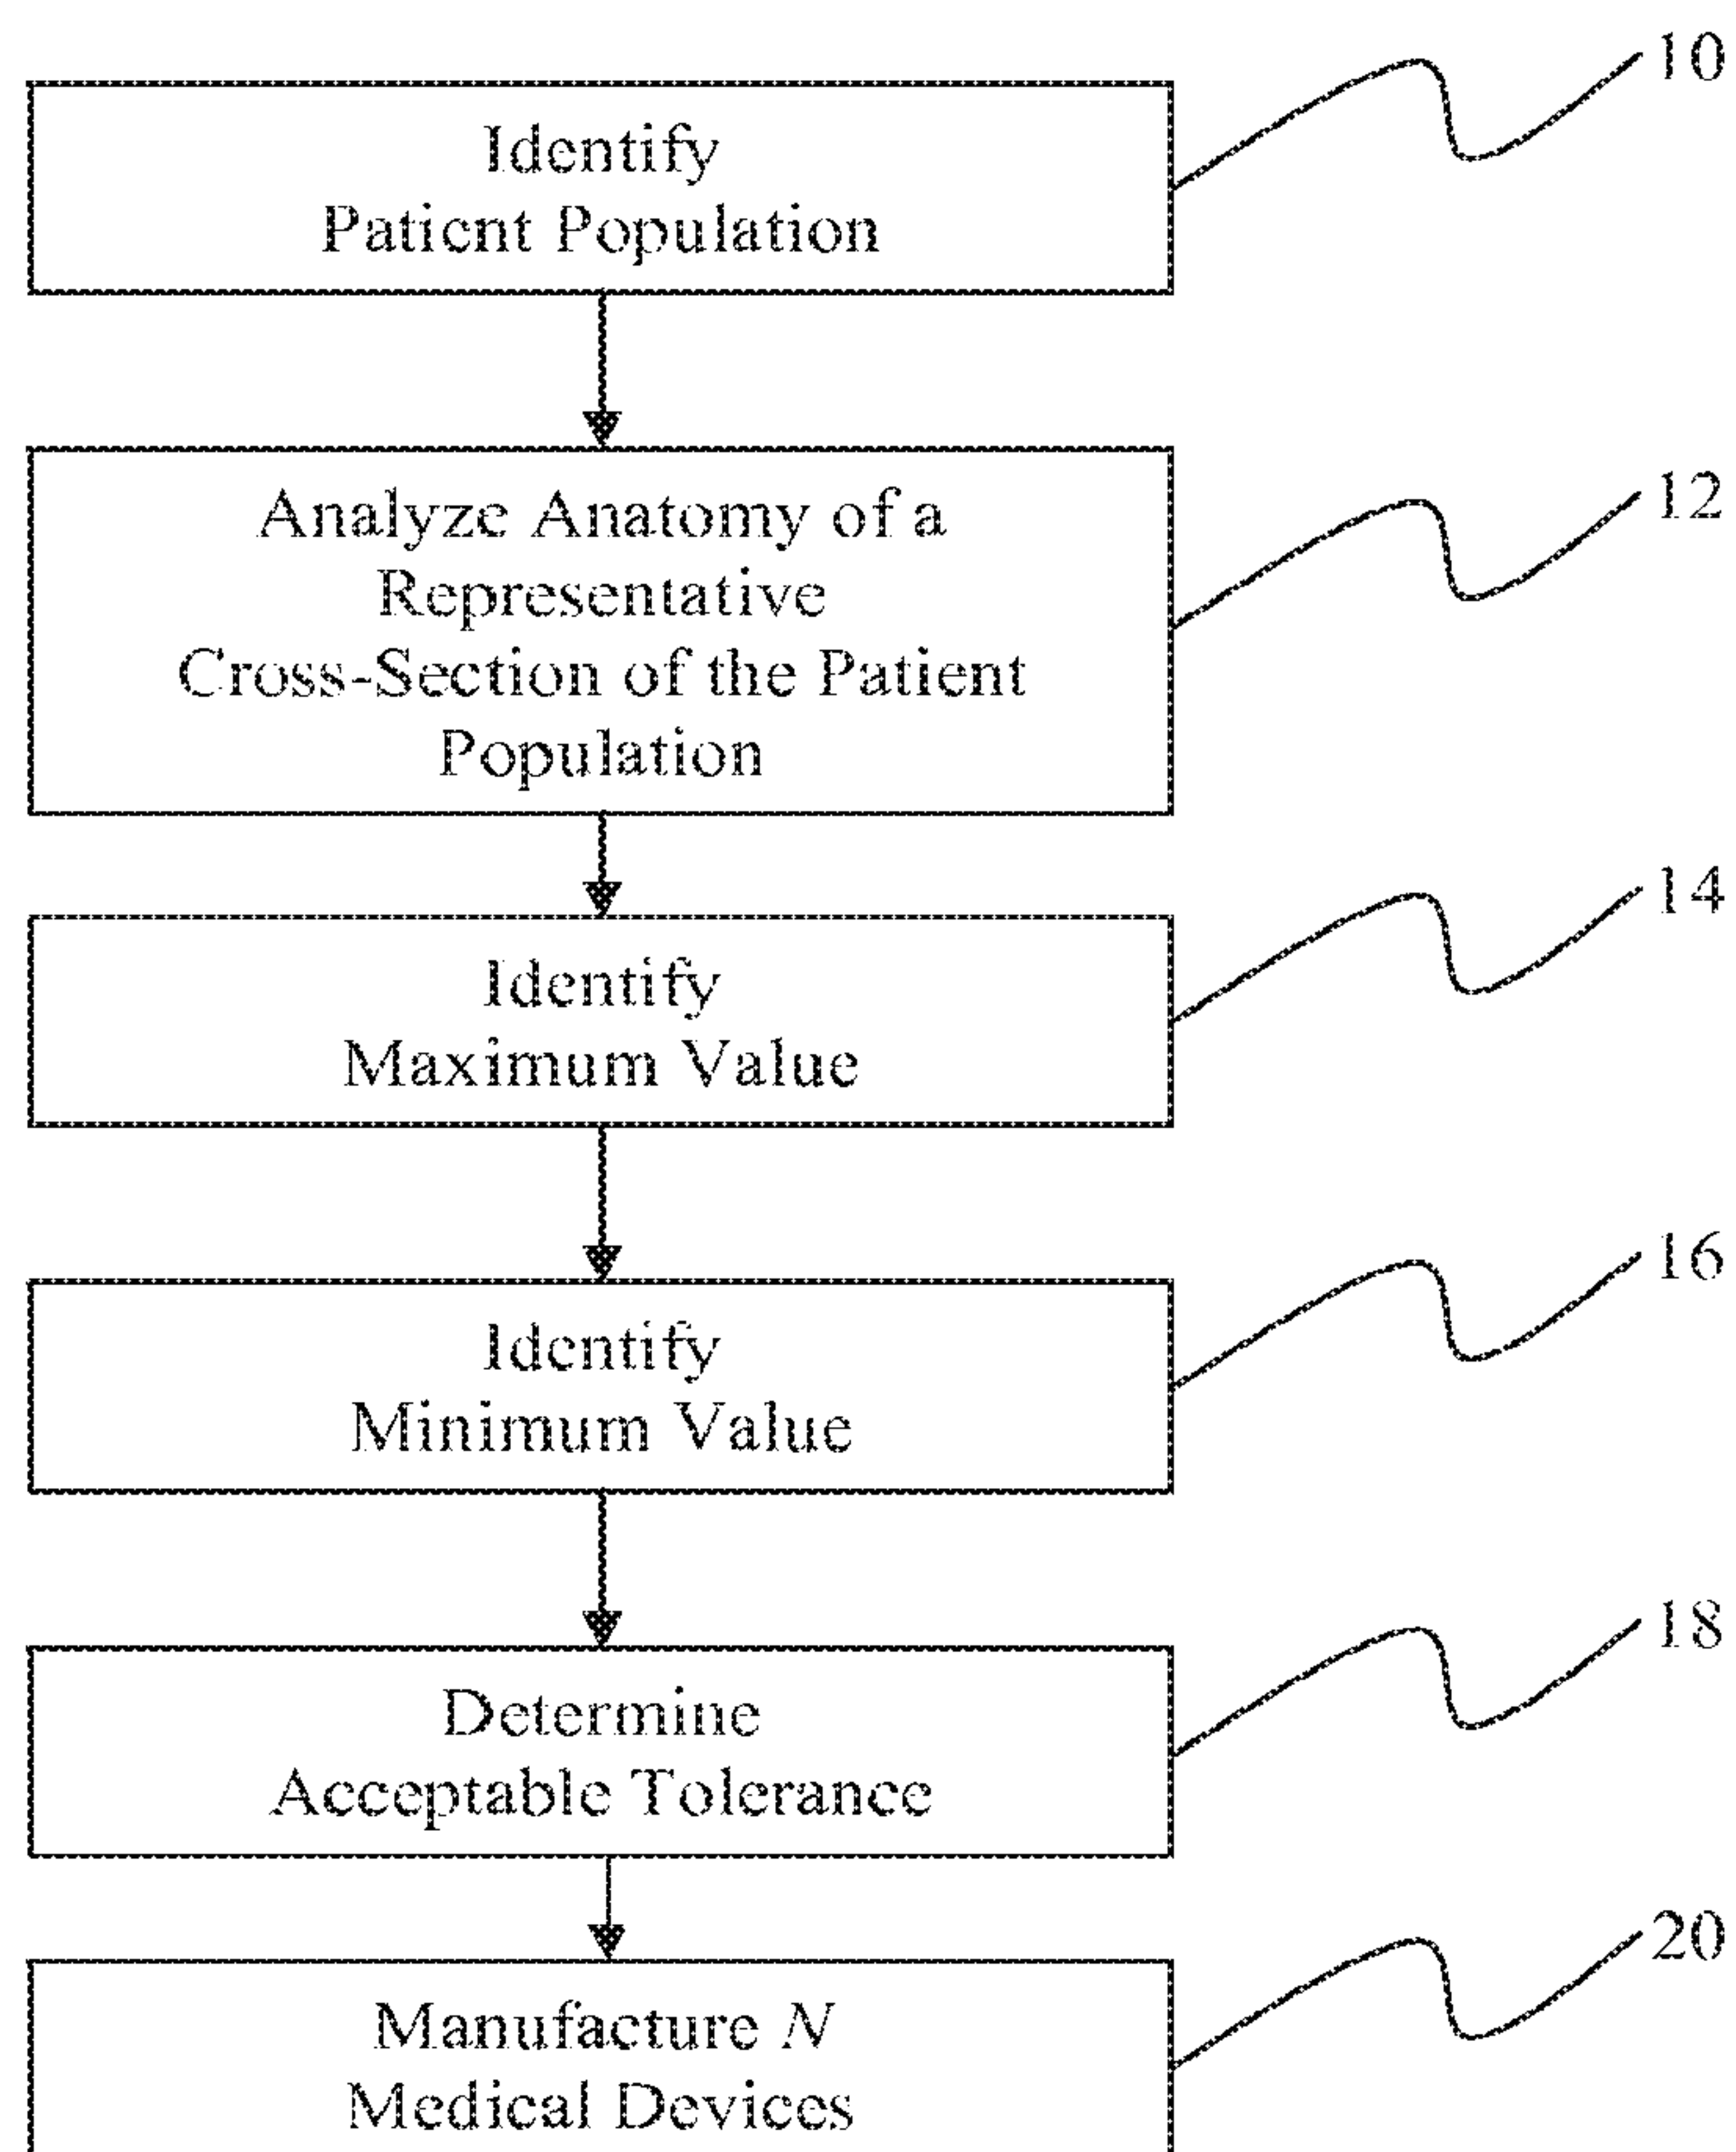 10
Identify
Patient Population
12
Analyze Anatomy of a
Representative
Cross-Section of the Patient
Population
14
Identify
Maximum Value
16
Identify
Minimum Value
18
Determine
Acceptable Tolerance
20
Manufacture N
Medical Devices